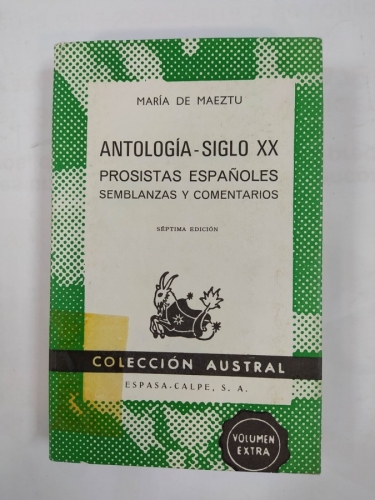 MARÍA DE MAEZTU
ANTOLOGÍA - SIGLO XX
PROSISTAS ESPAÑOLES
SEMBLANZAS Y COMENTARIOS
SÉPTIMA EDICIÓN
COLECCIÓN AUSTRAL
ESPASA-CALPE, S. A.
VOLUMEN
EXTRA